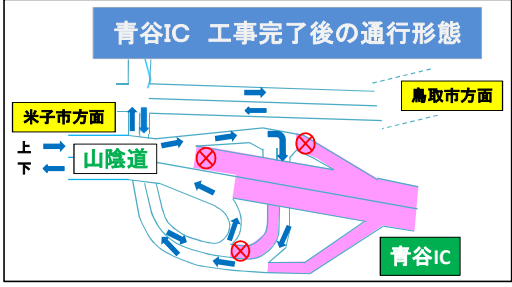 青谷IC 工事完了後の通行形態
鳥取市方面
米子市方面
上
下
山陰道
青谷IC